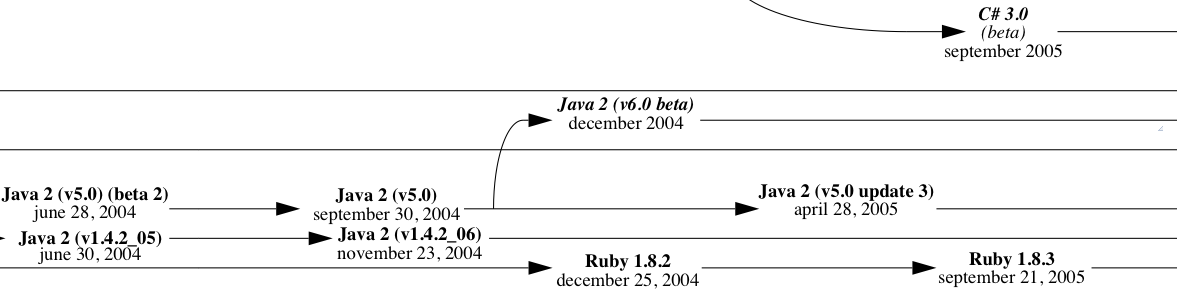 C# 3.0
(beta)
september 2005
Java 2 (v6.0 beta)
december 2004
Java 2 (v5.0) (beta 2)
june 28, 2004
Java 2 (v5.0)
september 30, 2004
Java 2 (v5.0 update 3)
april 28, 2005
Java 2 (v1.4.2_05)
june 30, 2004
Java 2 (v1.4.2_06)
november 23, 2004
Ruby 1.8.2
december 25, 2004
Ruby 1.8.3
september 21, 2005